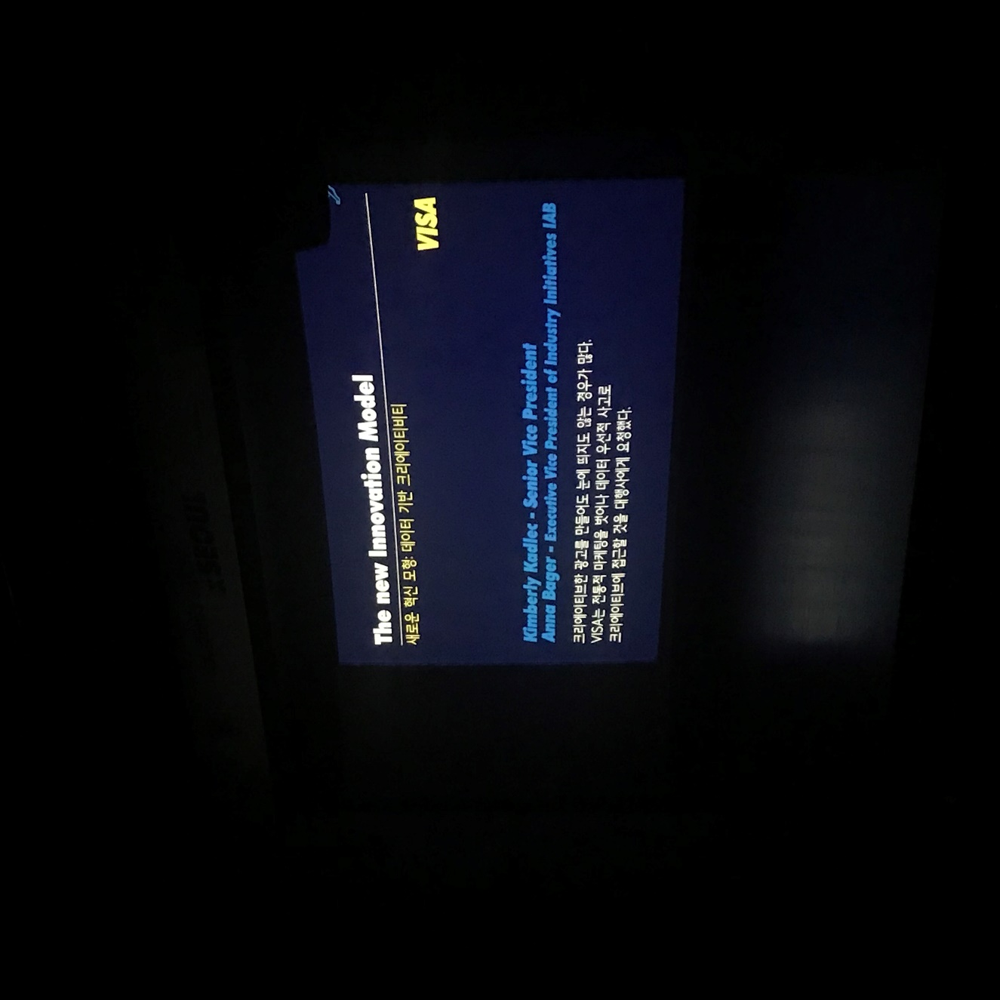 The new Innovation Model
새로운 혁신 모형: 데이터 기반 크리에이티비티
VISA
Kimberly Kadlec - Senior Vice President
Anna Bager - Executive Vice President of Industry Initiatives IAB
크리에이티브한 광고를 만들어도 눈에 띄지도 않는 경우가 많다.
VISA는 전통적 마케팅을 벗어나 데이터 우선적 사고로
크리에이티브에 접근할 것을 대행사에게 요청했다.